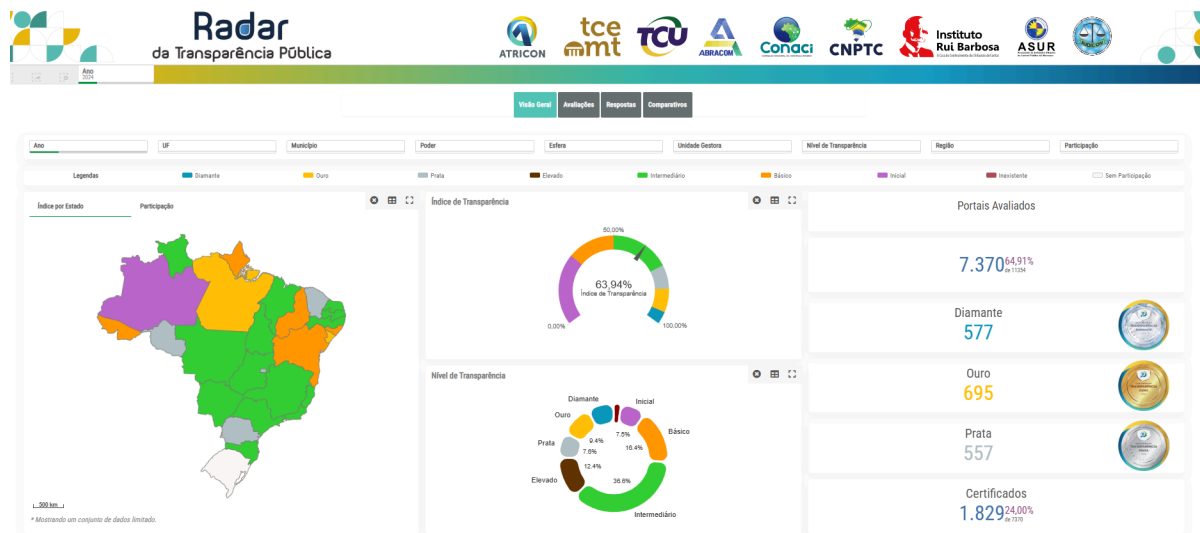 Radar
da Transparência Pública
ATRICON
tce
mt
TCU
ABRACOM
Conaci
CNPTC
Instituto
Rui Barbosa
ASUR
Ano
2024
Visão Geral
Avaliações
Respostas
Comparativos
Ano
UF
Município
Poder
Esfera
Unidade Gestora
Nível de Transparência
Região
Participação
Legendas
Diamante
Ouro
Prata
Elevado
Intermediário
Básico
Inicial
Inexistente
Sem Participação
Índice por Estado
Participação
500 km
* Mostrando um conjunto de dados limitado.
Índice de Transparência
50,00%
63,94%
Índice de Transparência
0,00%
100,00%
Nível de Transparência
Diamante
Inicial
Ouro
Básico
Prata
Elevado
Intermediário
7.5%
9.4%
16.4%
7.6%
12.4%
36.6%
Portais Avaliados
7.370
64,91%
de 11354
Diamante
577
Ouro
695
Prata
557
Certificados
1.829
24,00%
de 7370